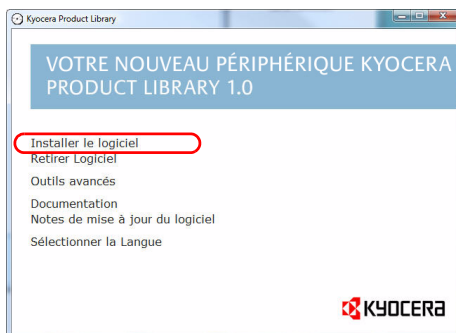 Kyocera Product Library
VOTRE NOUVEAU PÉRIPHÉRIQUE KYOCERA
PRODUCT LIBRARY 1.0
Installer le logiciel
Retirer Logiciel
Outils avancés
Documentation
Notes de mise à jour du logiciel
Sélectionner la Langue
KYOCERA